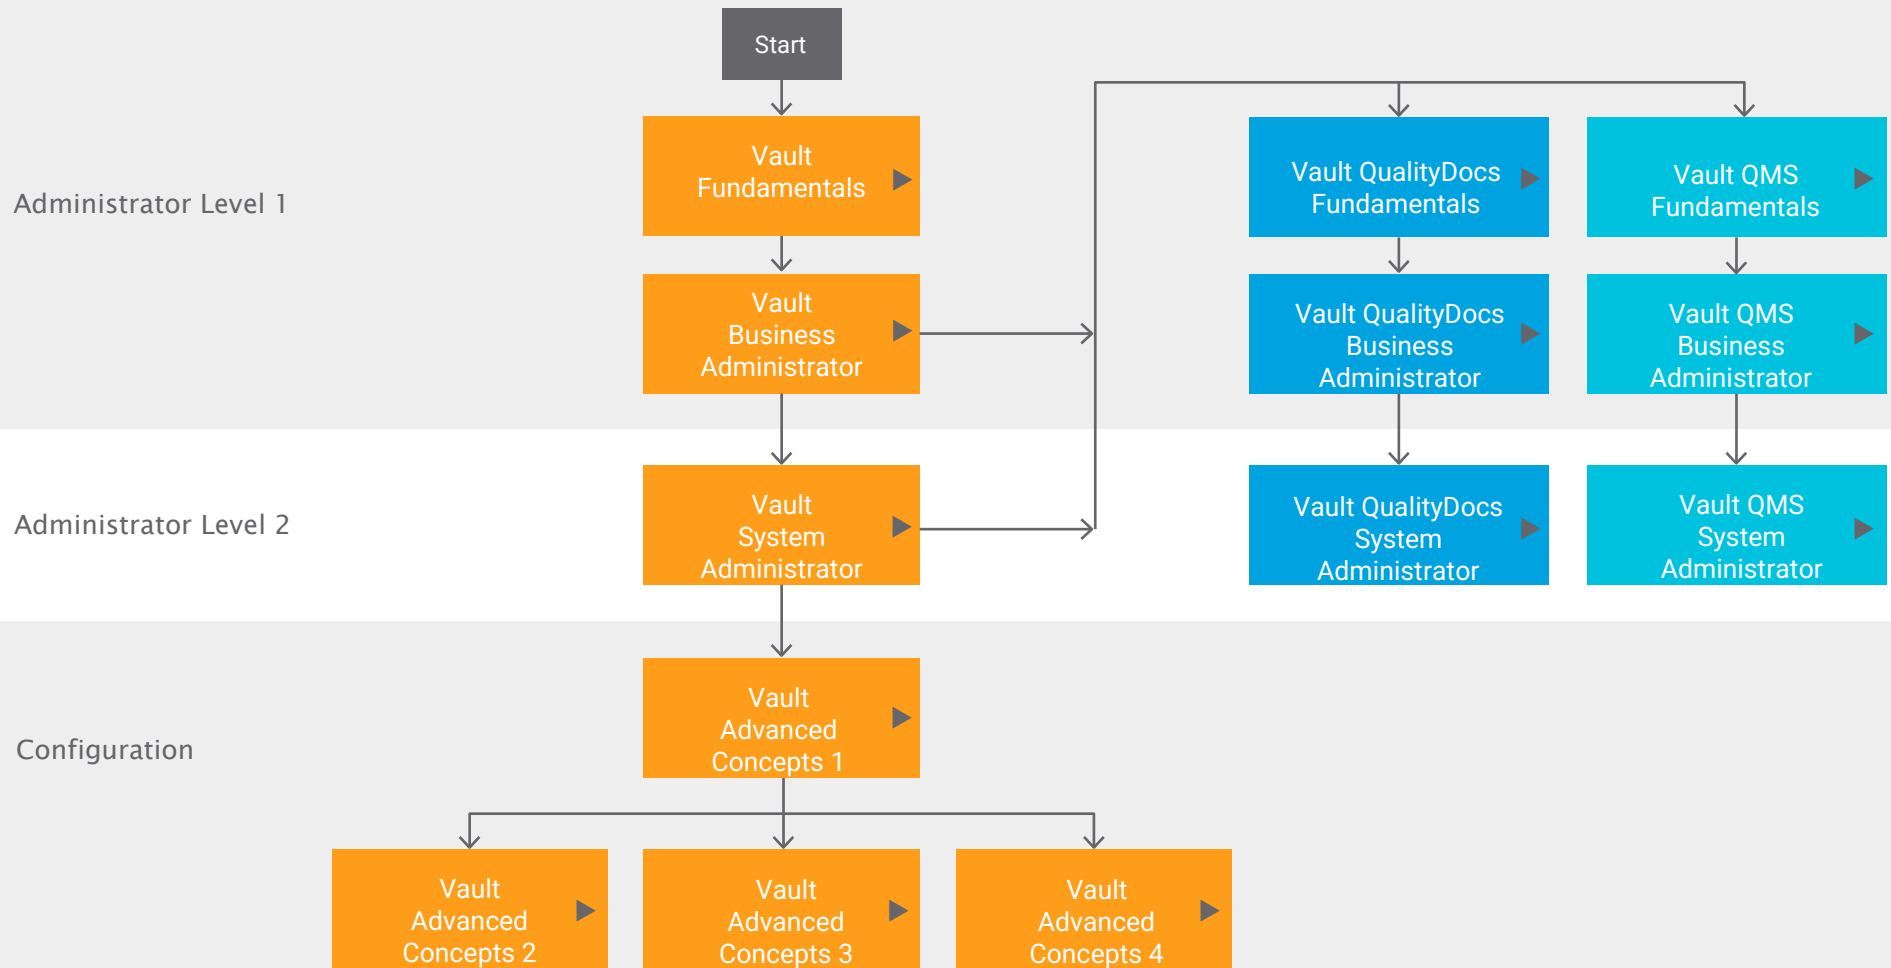 Start
Administrator Level 1
Vault
Fundamentals
Vault QualityDocs
Fundamentals
Vault QMS
Fundamentals
Vault
Business
Administrator
Vault QualityDocs
Business
Administrator
Vault QMS
Business
Administrator
Administrator Level 2
Vault
System
Administrator
Vault QualityDocs
System
Administrator
Vault QMS
System
Administrator
Configuration
Vault
Advanced
Concepts 1
Vault
Advanced
Concepts 2
Vault
Advanced
Concepts 3
Vault
Advanced
Concepts 4